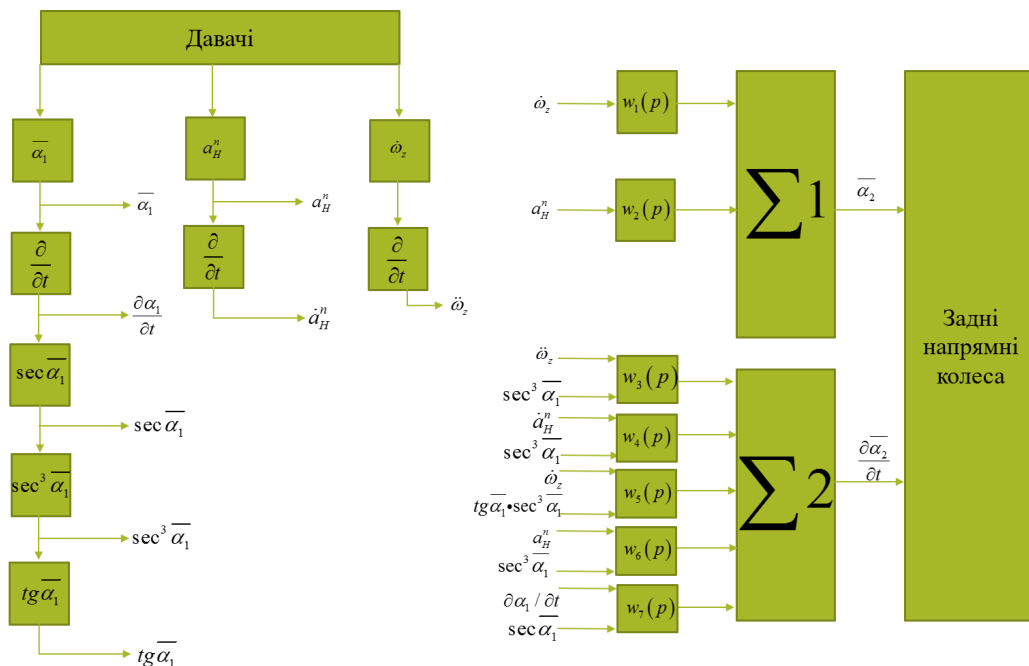 Давачі
α̅₁
a_H^n
ω̇_z
α̅₁
a_H^n
∂/∂t
∂/∂t
∂/∂t
∂α₁/∂t
ȧ_H^n
ω̈_z
sec α̅₁
sec α̅₁
sec³ α̅₁
sec³ α̅₁
tg α̅₁
tg α̅₁
ω̇_z
w₁(p)
a_H^n
w₂(p)
∑1
α̅₂
ω̈_z
sec³ α̅₁
w₃(p)
ȧ_H^n
sec³ α̅₁
w₄(p)
ω̇_z
tg α̅₁•sec³ α̅₁
w₅(p)
a_H^n
sec³ α̅₁
w₆(p)
∂α₁ / ∂t
sec α̅₁
w₇(p)
∑2
∂α̅₂/∂t
Задні
напрямні
колеса